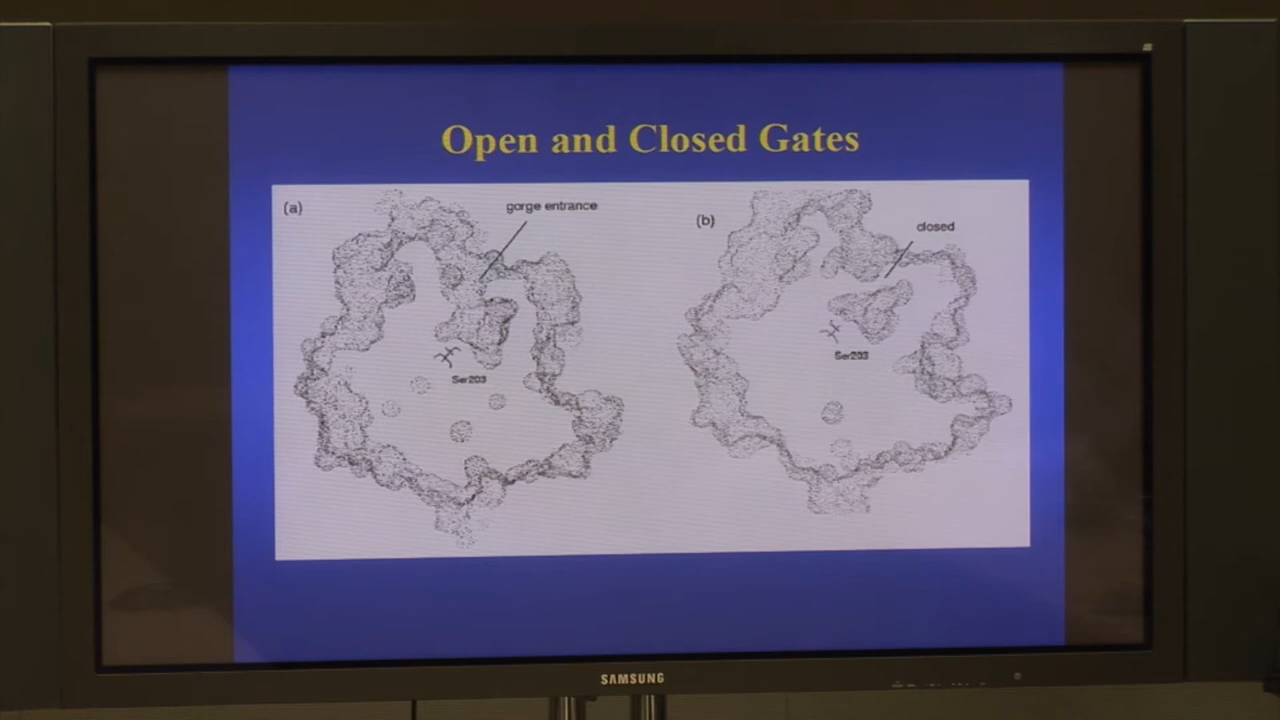 Open and Closed Gates
(a)
gorge entrance
Ser203
(b)
closed
Ser203
SAMSUNG